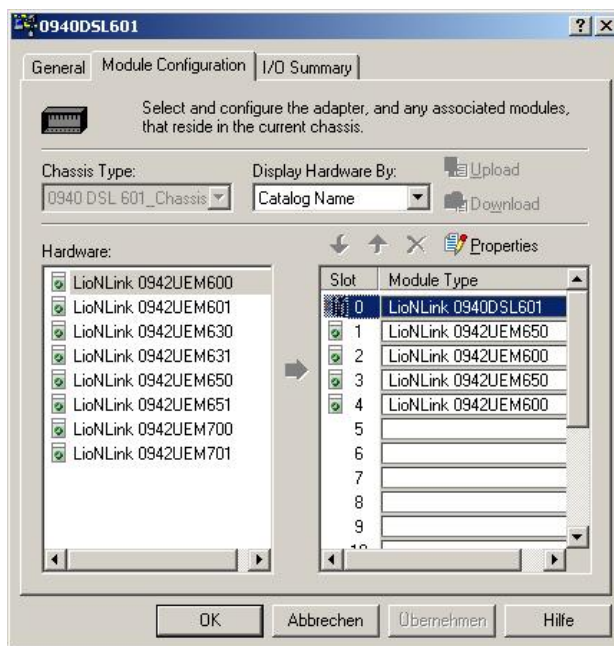 0940DSL601
General Module Configuration I/O Summary
Select and configure the adapter, and any associated modules,
that reside in the current chassis.
Chassis Type:
0940 DSL 601_Chassis
Display Hardware By:
Catalog Name
Upload
Download
Hardware:
Properties
LioNLink 0942UEM600
LioNLink 0942UEM601
LioNLink 0942UEM630
LioNLink 0942UEM631
LioNLink 0942UEM650
LioNLink 0942UEM651
LioNLink 0942UEM700
LioNLink 0942UEM701
Slot Module Type
0 LioNLink 0940DSL601
1 LioNLink 0942UEM650
2 LioNLink 0942UEM600
3 LioNLink 0942UEM650
4 LioNLink 0942UEM600
5
6
7
8
9
10
OK Abbrechen Übernehmen Hilfe